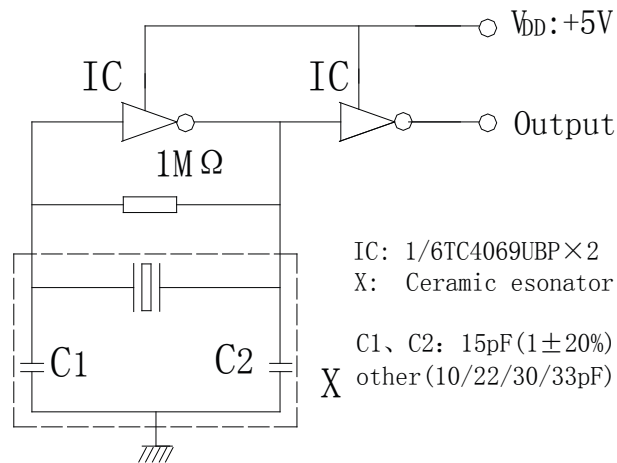 VDD:+5V
IC
IC
Output
1MΩ
IC: 1/6TC4069UBP×2
X: Ceramic esonator
C1、C2: 15pF(1±20%)
other(10/22/30/33pF)
C1
C2
X